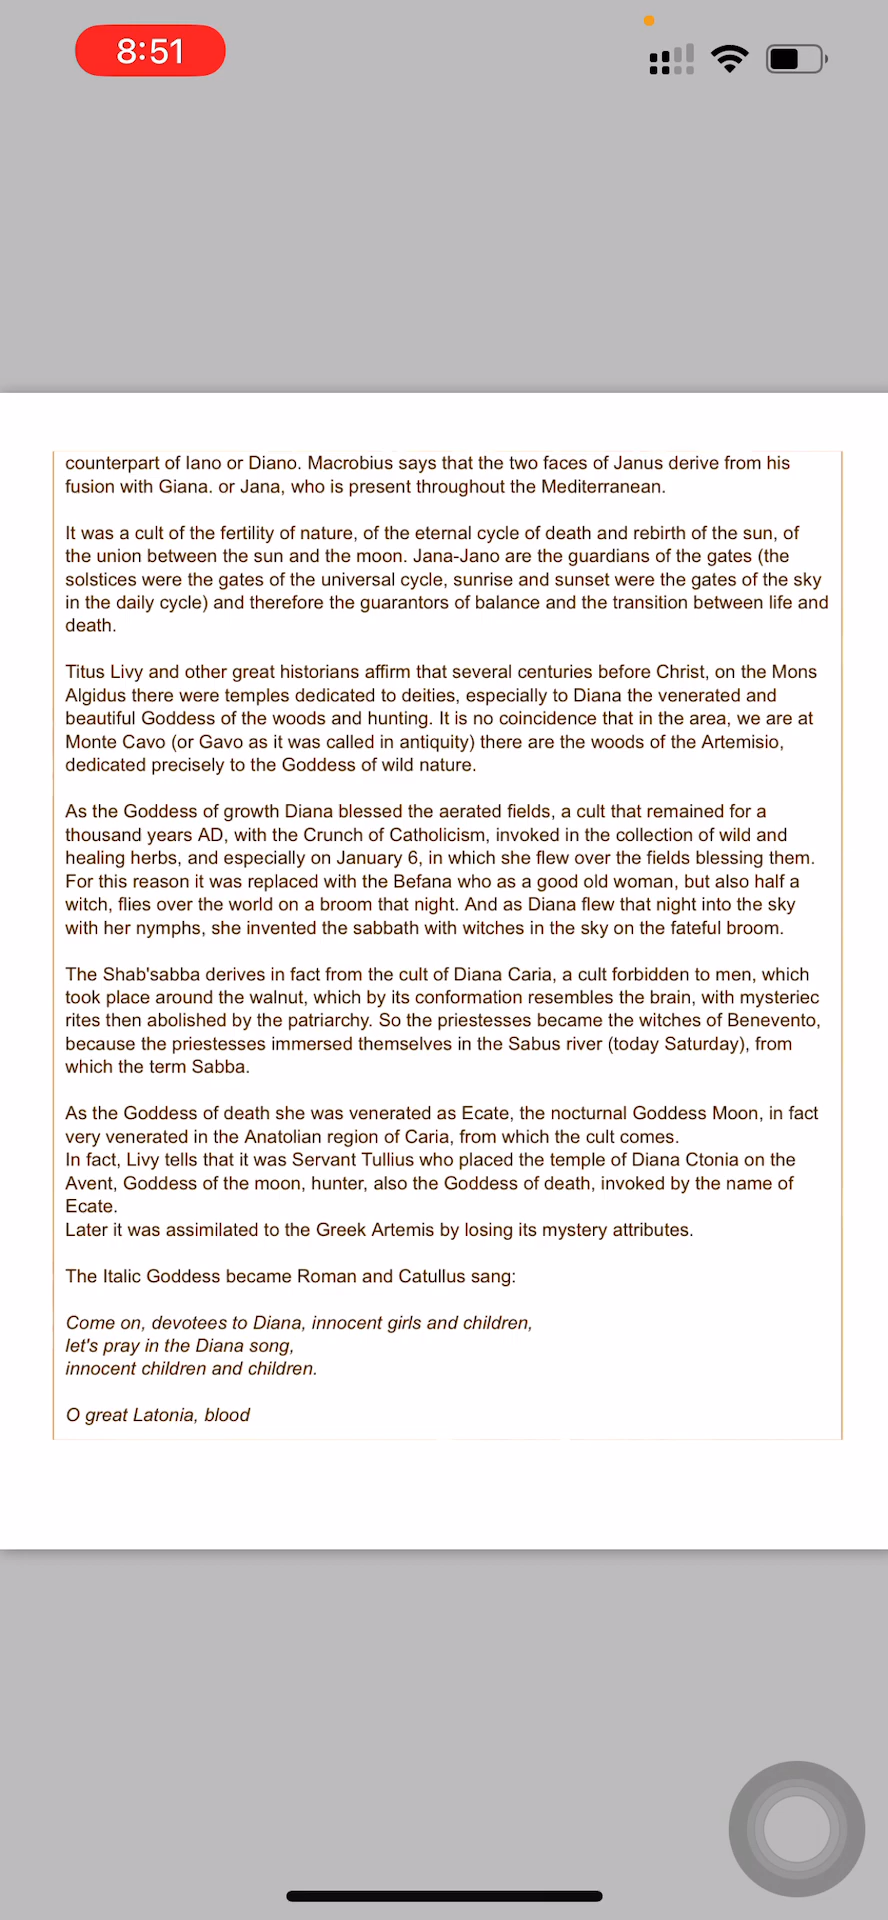 8:51
counterpart of Iano or Diano. Macrobius says that the two faces of Janus derive from his
fusion with Giana. or Jana, who is present throughout the Mediterranean.
It was a cult of the fertility of nature, of the eternal cycle of death and rebirth of the sun, of
the union between the sun and the moon. Jana-Jano are the guardians of the gates (the
solstices were the gates of the universal cycle, sunrise and sunset were the gates of the sky
in the daily cycle) and therefore the guarantors of balance and the transition between life and
death.
Titus Livy and other great historians affirm that several centuries before Christ, on the Mons
Algidus there were temples dedicated to deities, especially to Diana the venerated and
beautiful Goddess of the woods and hunting. It is no coincidence that in the area, we are at
Monte Cavo (or Gavo as it was called in antiquity) there are the woods of the Artemisio,
dedicated precisely to the Goddess of wild nature.
As the Goddess of growth Diana blessed the aerated fields, a cult that remained for a
thousand years AD, with the Crunch of Catholicism, invoked in the collection of wild and
healing herbs, and especially on January 6, in which she flew over the fields blessing them.
For this reason it was replaced with the Befana who as a good old woman, but also half a
witch, flies over the world on a broom that night. And as Diana flew that night into the sky
with her nymphs, she invented the sabbath with witches in the sky on the fateful broom.
The Shab'sabba derives in fact from the cult of Diana Caria, a cult forbidden to men, which
took place around the walnut, which by its conformation resembles the brain, with mysteriec
rites then abolished by the patriarchy. So the priestesses became the witches of Benevento,
because the priestesses immersed themselves in the Sabus river (today Saturday), from
which the term Sabba.
As the Goddess of death she was venerated as Ecate, the nocturnal Goddess Moon, in fact
very venerated in the Anatolian region of Caria, from which the cult comes.
In fact, Livy tells that it was Servant Tullius who placed the temple of Diana Ctonia on the
Avent, Goddess of the moon, hunter, also the Goddess of death, invoked by the name of
Ecate.
Later it was assimilated to the Greek Artemis by losing its mystery attributes.
The Italic Goddess became Roman and Catullus sang:
Come on, devotees to Diana, innocent girls and children,
let's pray in the Diana song,
innocent children and children.
O great Latonia, blood